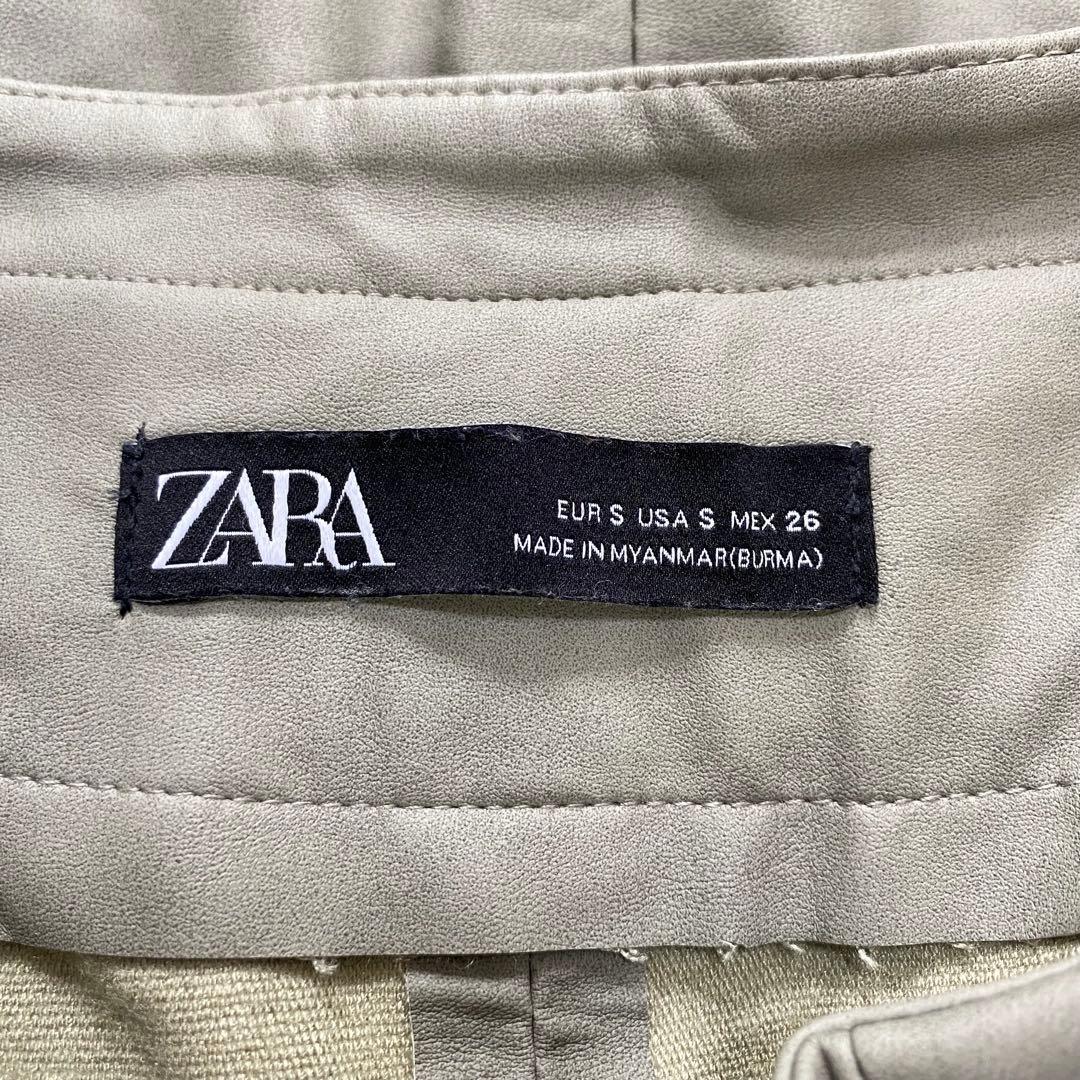 ZARA
EUR S USA S MEX 26
MADE IN MYANMAR(BURMA)